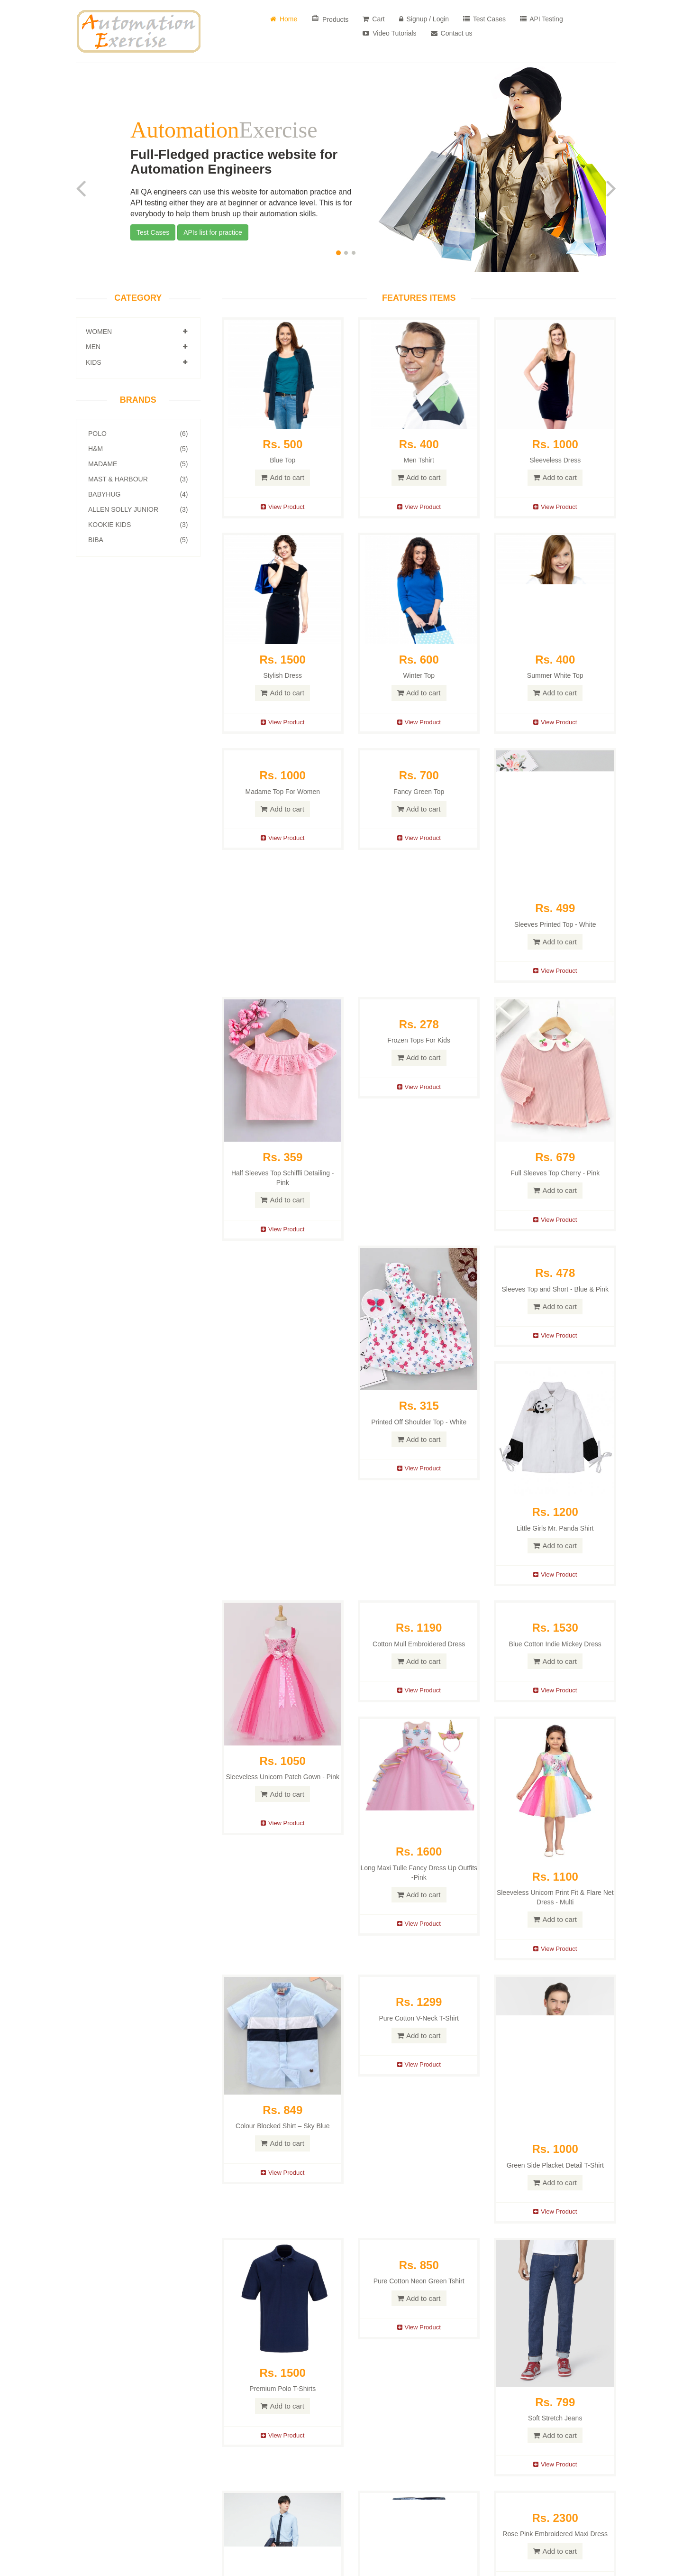 Automation
Exercise
Home
Products
Cart
Signup / Login
Test Cases
API Testing
Video Tutorials
Contact us
AutomationExercise
Full-Fledged practice website for
Automation Engineers
All QA engineers can use this website for automation practice and
API testing either they are at beginner or advance level. This is for
everybody to help them brush up their automation skills.
Test Cases
APIs list for practice
CATEGORY
WOMEN
MEN
KIDS
BRANDS
POLO (6)
H&M (5)
MADAME (5)
MAST & HARBOUR (3)
BABYHUG (4)
ALLEN SOLLY JUNIOR (3)
KOOKIE KIDS (3)
BIBA (5)
FEATURES ITEMS
Rs. 500
Blue Top
Add to cart
View Product
Rs. 400
Men Tshirt
Add to cart
View Product
Rs. 1000
Sleeveless Dress
Add to cart
View Product
Rs. 1500
Stylish Dress
Add to cart
View Product
Rs. 600
Winter Top
Add to cart
View Product
Rs. 400
Summer White Top
Add to cart
View Product
Rs. 1000
Madame Top For Women
Add to cart
View Product
Rs. 700
Fancy Green Top
Add to cart
View Product
Rs. 499
Sleeves Printed Top - White
Add to cart
View Product
Rs. 359
Half Sleeves Top Schiffli Detailing -
Pink
Add to cart
View Product
Rs. 278
Frozen Tops For Kids
Add to cart
View Product
Rs. 679
Full Sleeves Top Cherry - Pink
Add to cart
View Product
Rs. 315
Printed Off Shoulder Top - White
Add to cart
View Product
Rs. 478
Sleeves Top and Short - Blue & Pink
Add to cart
View Product
Rs. 1200
Little Girls Mr. Panda Shirt
Add to cart
View Product
Rs. 1050
Sleeveless Unicorn Patch Gown - Pink
Add to cart
View Product
Rs. 1190
Cotton Mull Embroidered Dress
Add to cart
View Product
Rs. 1530
Blue Cotton Indie Mickey Dress
Add to cart
View Product
Rs. 1600
Long Maxi Tulle Fancy Dress Up Outfits
-Pink
Add to cart
View Product
Rs. 1100
Sleeveless Unicorn Print Fit & Flare Net
Dress - Multi
Add to cart
View Product
Rs. 849
Colour Blocked Shirt – Sky Blue
Add to cart
View Product
Rs. 1299
Pure Cotton V-Neck T-Shirt
Add to cart
View Product
Rs. 1000
Green Side Placket Detail T-Shirt
Add to cart
View Product
Rs. 1500
Premium Polo T-Shirts
Add to cart
View Product
Rs. 850
Pure Cotton Neon Green Tshirt
Add to cart
View Product
Rs. 799
Soft Stretch Jeans
Add to cart
View Product
Rs. 2300
Rose Pink Embroidered Maxi Dress
Add to cart